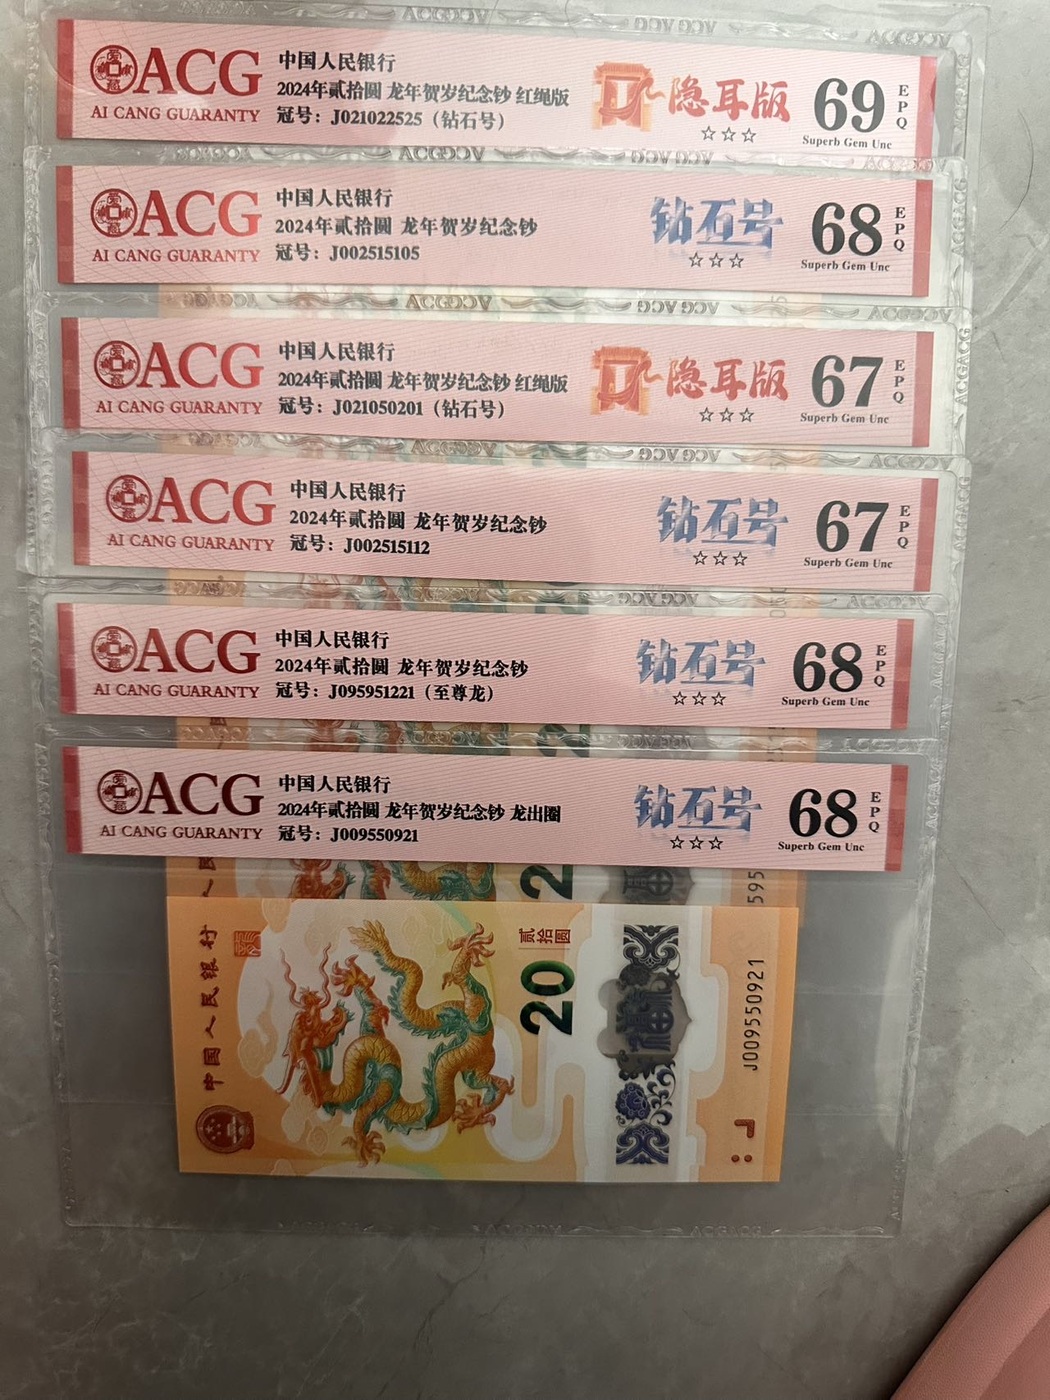 ACG
AI CANG GUARANTY
中国人民银行
2024年贰拾圆 龙年贺岁纪念钞 红绳版
冠号：J021022525（钻石号）
隐耳版
☆☆☆
69
EPQ
Superb Gem Unc
ACG
AI CANG GUARANTY
中国人民银行
2024年贰拾圆 龙年贺岁纪念钞
冠号：J002515105
钻石号
☆☆☆
68
EPQ
Superb Gem Unc
ACG
AI CANG GUARANTY
中国人民银行
2024年贰拾圆 龙年贺岁纪念钞 红绳版
冠号：J021050201（钻石号）
隐耳版
☆☆☆
67
EPQ
Superb Gem Unc
ACG
AI CANG GUARANTY
中国人民银行
2024年贰拾圆 龙年贺岁纪念钞
冠号：J002515112
钻石号
☆☆☆
67
EPQ
Superb Gem Unc
ACG
AI CANG GUARANTY
中国人民银行
2024年贰拾圆 龙年贺岁纪念钞
冠号：J095951221（至尊龙）
钻石号
☆☆☆
68
EPQ
Superb Gem Unc
ACG
AI CANG GUARANTY
中国人民银行
2024年贰拾圆 龙年贺岁纪念钞 龙出圈
冠号：J009550921
钻石号
☆☆☆
68
EPQ
Superb Gem Unc
中国人民银行
贰拾圆
20
J009550921